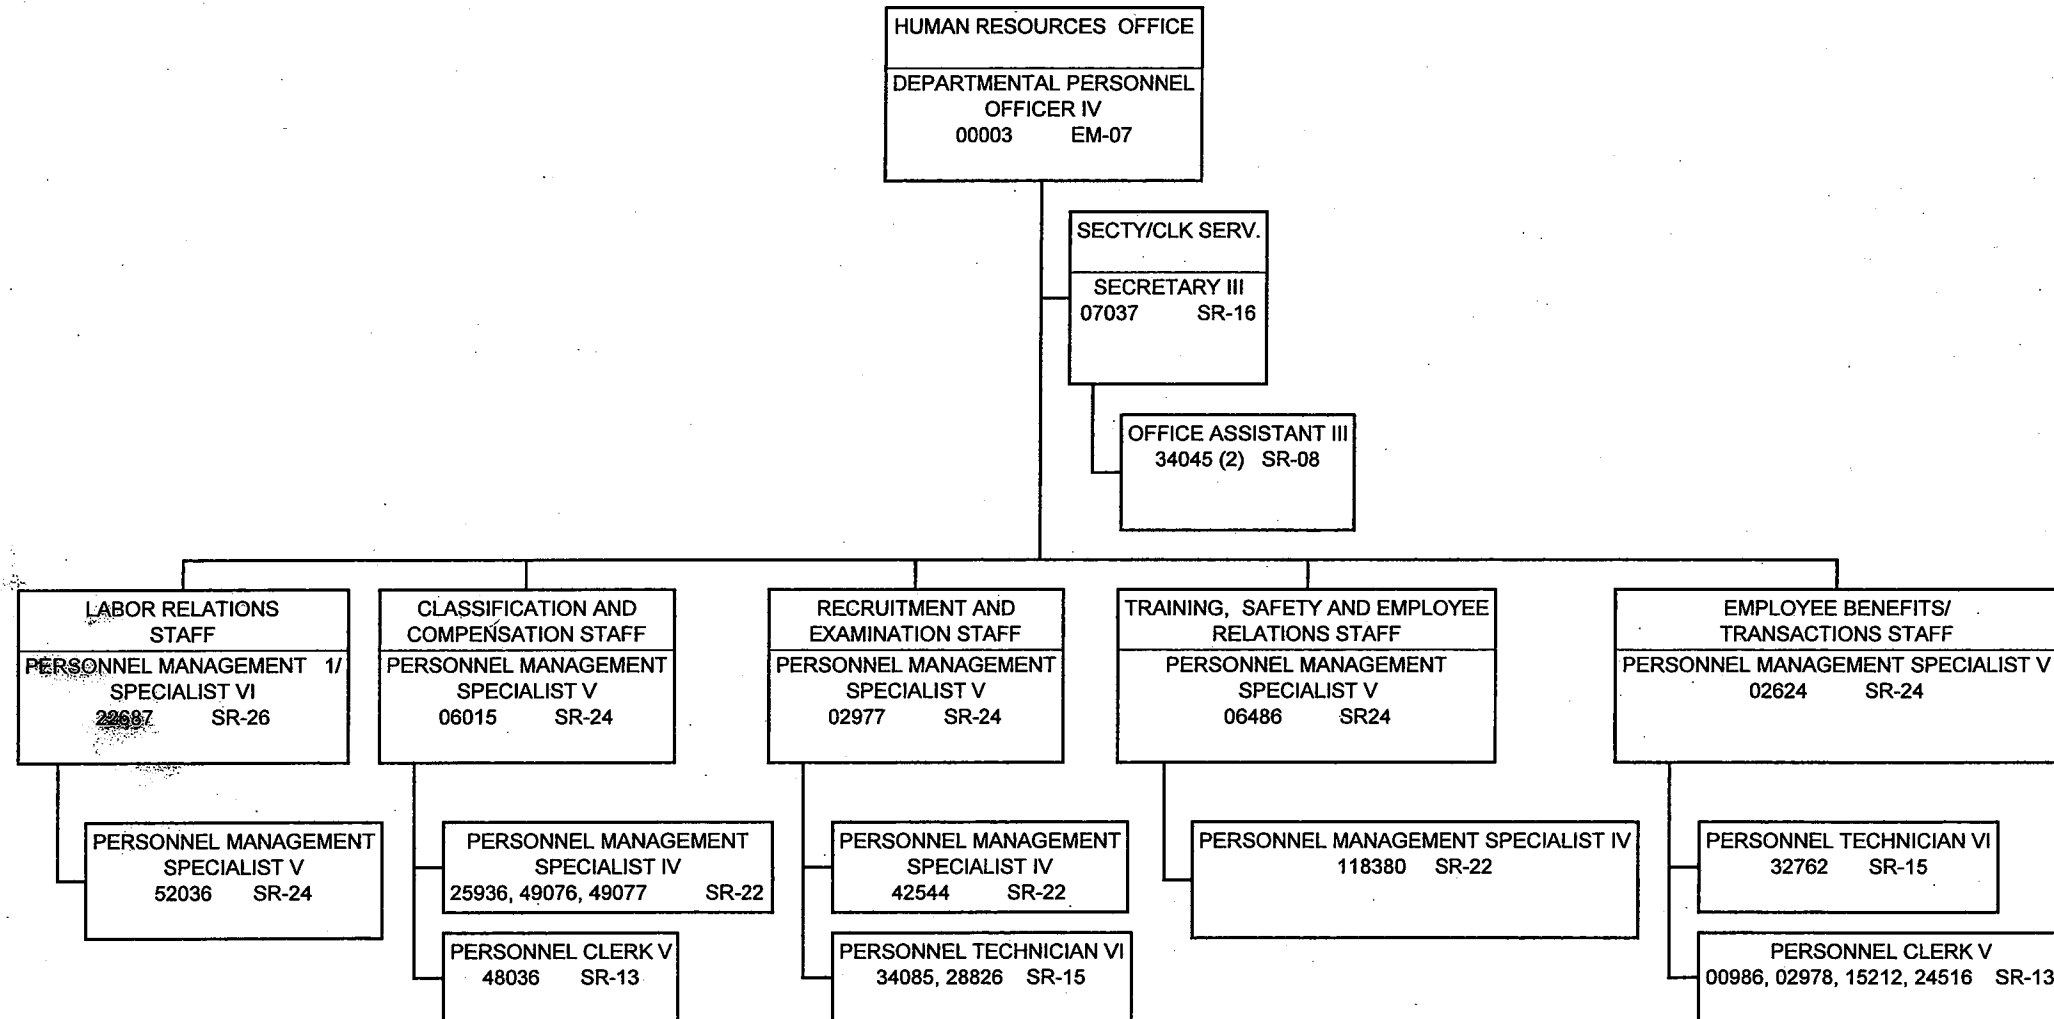 HUMAN RESOURCES OFFICE
DEPARTMENTAL PERSONNEL
OFFICER IV
00003 EM-07
SECTY/CLK SERV.
SECRETARY III
07037 SR-16
OFFICE ASSISTANT III
34045 (2) SR-08
LABOR RELATIONS
STAFF
PERSONNEL MANAGEMENT 1/
SPECIALIST VI
22687 SR-26
PERSONNEL MANAGEMENT
SPECIALIST V
52036 SR-24
CLASSIFICATION AND
COMPENSATION STAFF
PERSONNEL MANAGEMENT
SPECIALIST V
06015 SR-24
PERSONNEL MANAGEMENT
SPECIALIST IV
25936, 49076, 49077 SR-22
PERSONNEL CLERK V
48036 SR-13
RECRUITMENT AND
EXAMINATION STAFF
PERSONNEL MANAGEMENT
SPECIALIST V
02977 SR-24
PERSONNEL MANAGEMENT
SPECIALIST IV
42544 SR-22
PERSONNEL TECHNICIAN VI
34085, 28826 SR-15
TRAINING, SAFETY AND EMPLOYEE
RELATIONS STAFF
PERSONNEL MANAGEMENT
SPECIALIST V
06486 SR24
PERSONNEL MANAGEMENT SPECIALIST IV
118380 SR-22
EMPLOYEE BENEFITS/
TRANSACTIONS STAFF
PERSONNEL MANAGEMENT SPECIALIST V
02624 SR-24
PERSONNEL TECHNICIAN VI
32762 SR-15
PERSONNEL CLERK V
00986, 02978, 15212, 24516 SR-13